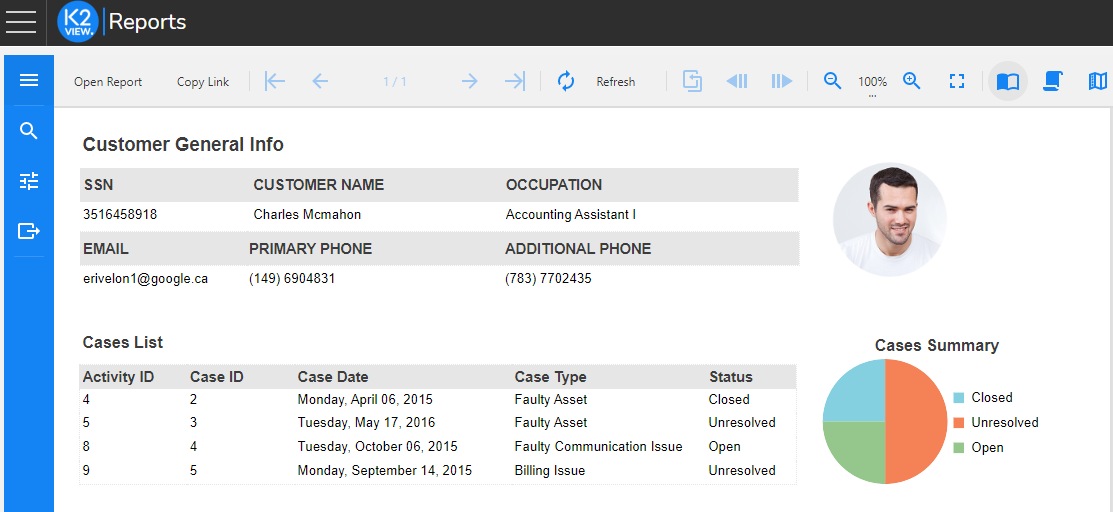 K2 VIEW. Reports
Open Report Copy Link 1 / 1 Refresh 100% ...
Customer General Info
SSN CUSTOMER NAME OCCUPATION
3516458918 Charles Mcmahon Accounting Assistant I
EMAIL PRIMARY PHONE ADDITIONAL PHONE
erivelon1@google.ca (149) 6904831 (783) 7702435
Cases List
Activity ID Case ID Case Date Case Type Status
4 2 Monday, April 06, 2015 Faulty Asset Closed
5 3 Tuesday, May 17, 2016 Faulty Asset Unresolved
8 4 Tuesday, October 06, 2015 Faulty Communication Issue Open
9 5 Monday, September 14, 2015 Billing Issue Unresolved
Cases Summary
Closed
Unresolved
Open